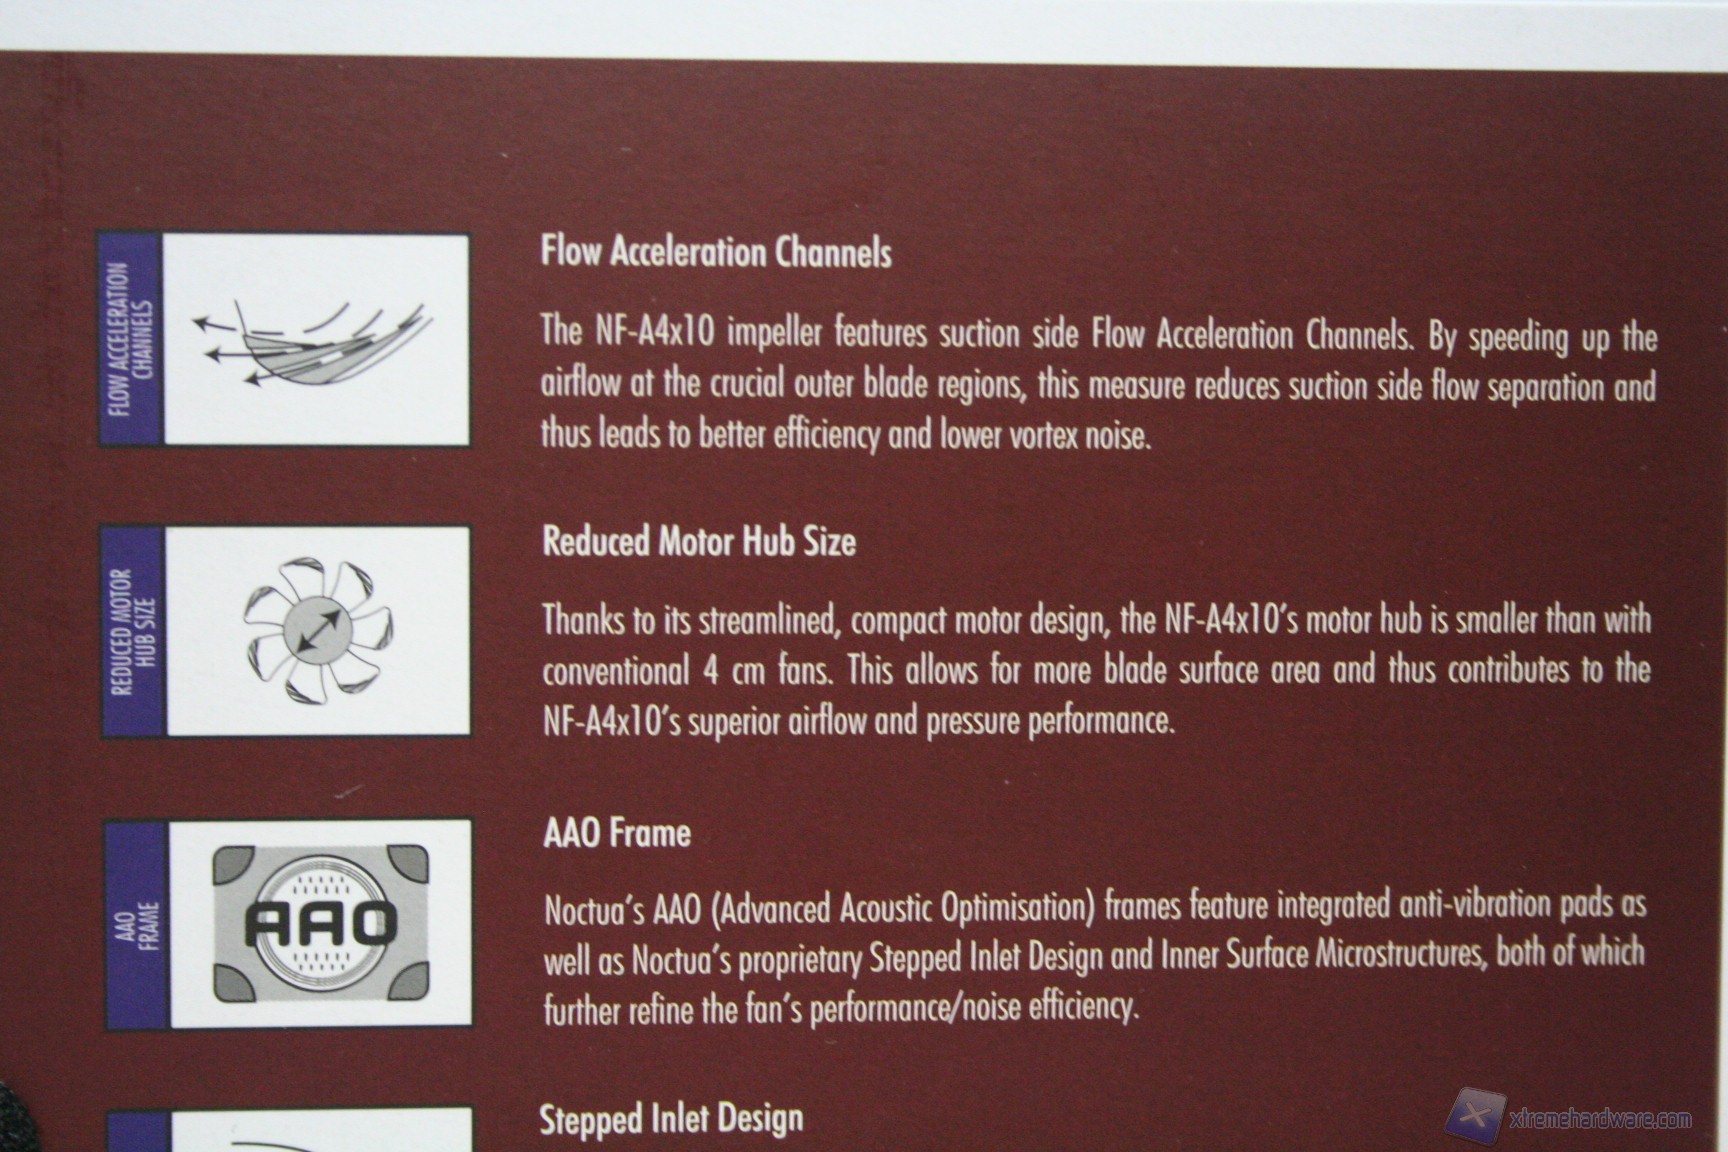 FLOW ACCELERATION
CHANNELS
Flow Acceleration Channels
The NF-A4x10 impeller features suction side Flow Acceleration Channels. By speeding up the
airflow at the crucial outer blade regions, this measure reduces suction side flow separation and
thus leads to better efficiency and lower vortex noise.
REDUCED MOTOR
HUB SIZE
Reduced Motor Hub Size
Thanks to its streamlined, compact motor design, the NF-A4x10's motor hub is smaller than with
conventional 4 cm fans. This allows for more blade surface area and thus contributes to the
NF-A4x10's superior airflow and pressure performance.
AAO
FRAME
AAO
AAO Frame
Noctua's AAO (Advanced Acoustic Optimisation) frames feature integrated anti-vibration pads as
well as Noctua's proprietary Stepped Inlet Design and Inner Surface Microstructures, both of which
further refine the fan's performance/noise efficiency.
Stepped Inlet Design
xtremehardware.com